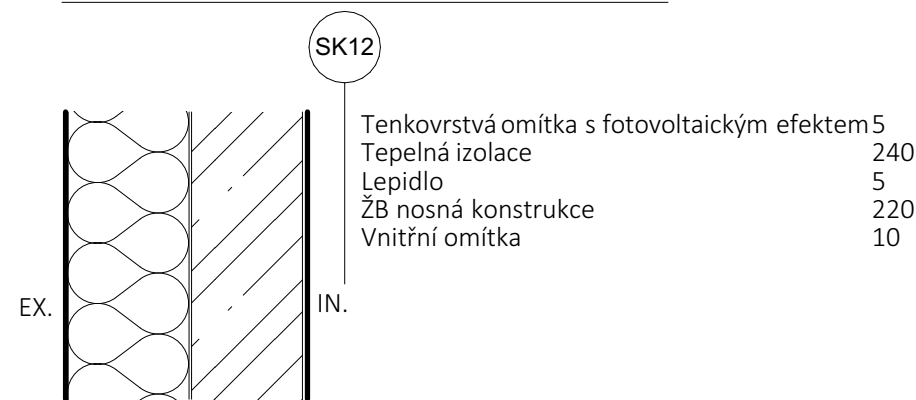 SK12
Tenkovrstvá omítka s fotovoltaickým efektem 5
Tepelná izolace 240
Lepidlo 5
ŽB nosná konstrukce 220
Vnitřní omítka 10
EX. IN.